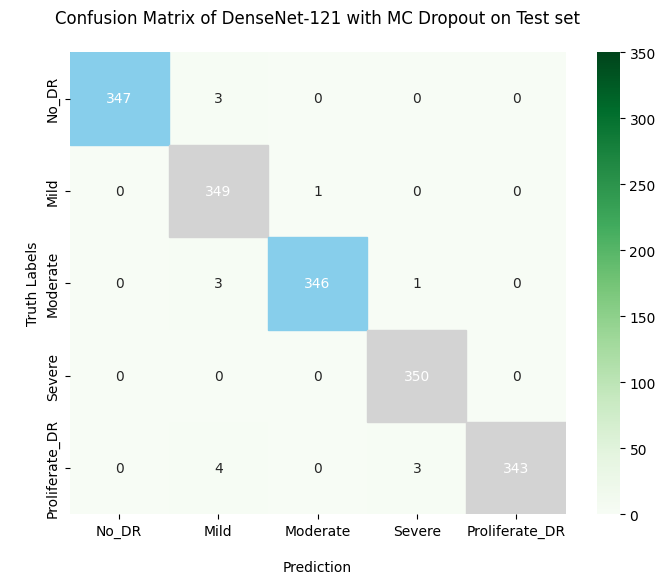 Confusion Matrix of DenseNet-121 with MC Dropout on Test set
No_DR 347 3 0 0 0
Mild 0 349 1 0 0
Moderate 0 3 346 1 0
Severe 0 0 0 350 0
Proliferate_DR 0 4 0 3 343
No_DR Mild Moderate Severe Proliferate_DR
Truth Labels
Prediction
350
300
250
200
150
100
50
0